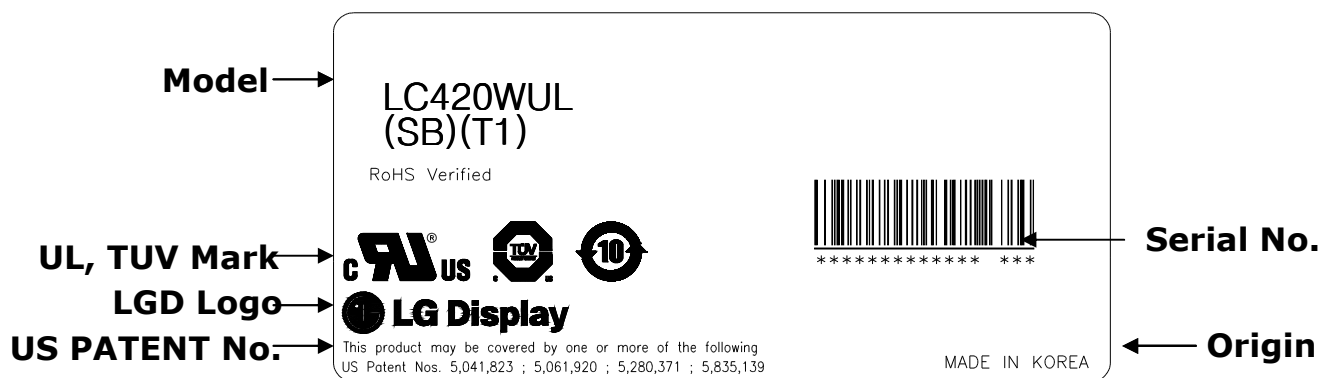 Model
LC420WUL
(SB)(T1)
RoHS Verified
UL, TUV Mark
C RU ® US TÜV 10
Serial No.
************* ***
LGD Logo
LG Display
US PATENT No.
This product may be covered by one or more of the following
US Patent Nos. 5,041,823 ; 5,061,920 ; 5,280,371 ; 5,835,139
MADE IN KOREA
Origin